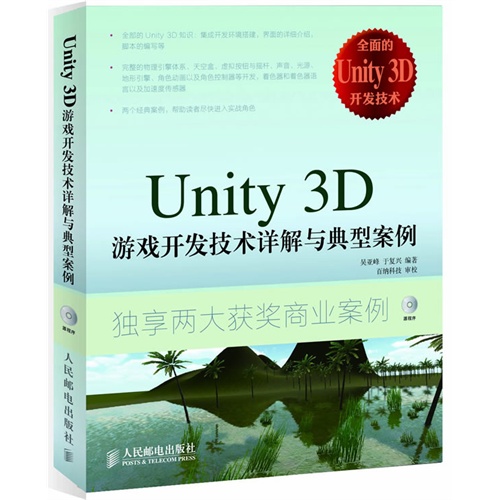 全部的Unity 3D知识、集成开发环境搭建、界面的详细介绍、
脚本的编写等
完整的物理引擎体系、天空盒、虚拟按钮与摇杆、声音、光源、
地形引擎、角色动画以及角色控制器等开发，着色器和着色器语
言以及加速度传感器
两个经典案例，帮助读者尽快进入实战角色
全面的
Unity 3D
开发技术
Unity 3D
游戏开发技术详解与典型案例
吴亚峰 于复兴 编著
百纳科技 审校
独享两大获奖商业案例
源程序
人民邮电出版社
POSTS & TELECOM PRESS
Unity 3D 游戏开发技术详解与典型案例
源程序
人民邮电出版社